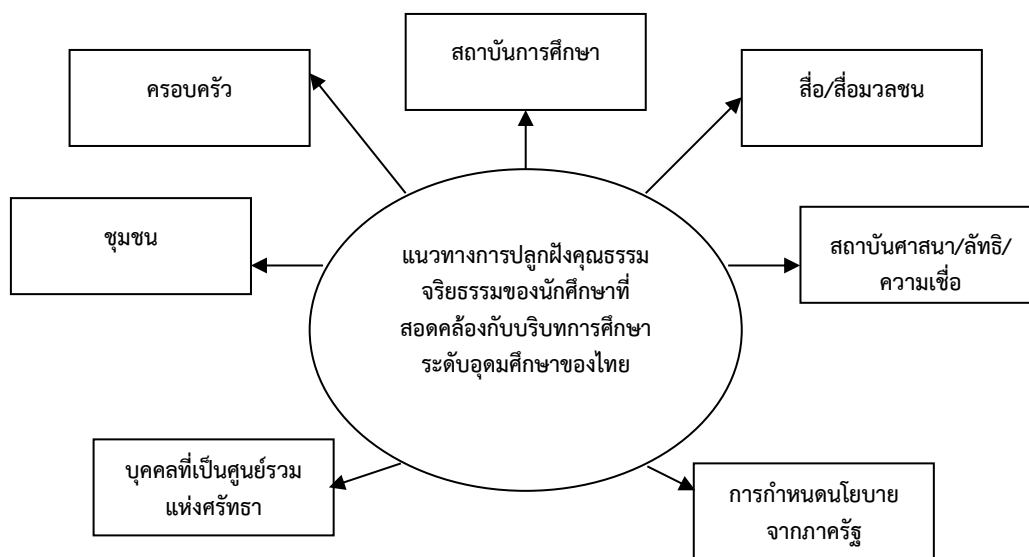 สถาบันการศึกษา
ครอบครัว
สื่อ/สื่อมวลชน
ชุมชน
สถาบันศาสนา/ลัทธิ/
ความเชื่อ
แนวทางการปลูกฝังคุณธรรม
จริยธรรมของนักศึกษาที่
สอดคล้องกับบริบทการศึกษา
ระดับอุดมศึกษาของไทย
บุคคลที่เป็นศูนย์รวม
แห่งศรัทธา
การกำหนดนโยบาย
จากภาครัฐ